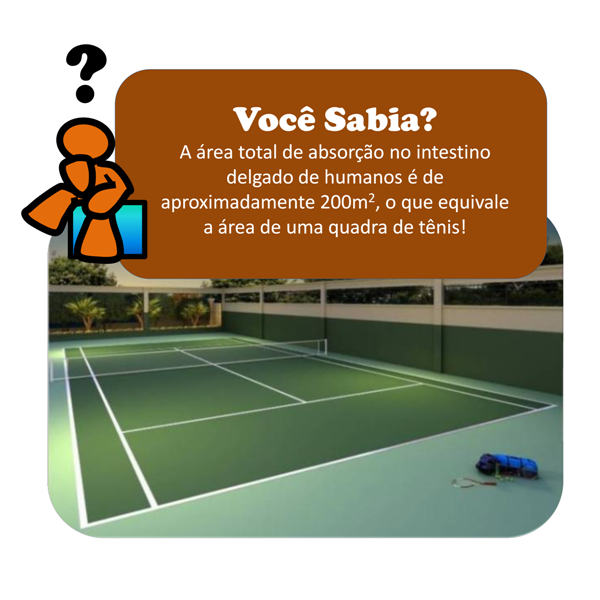 ?
Você Sabia?
A área total de absorção no intestino
delgado de humanos é de
aproximadamente 200m², o que equivale
a área de uma quadra de tênis!